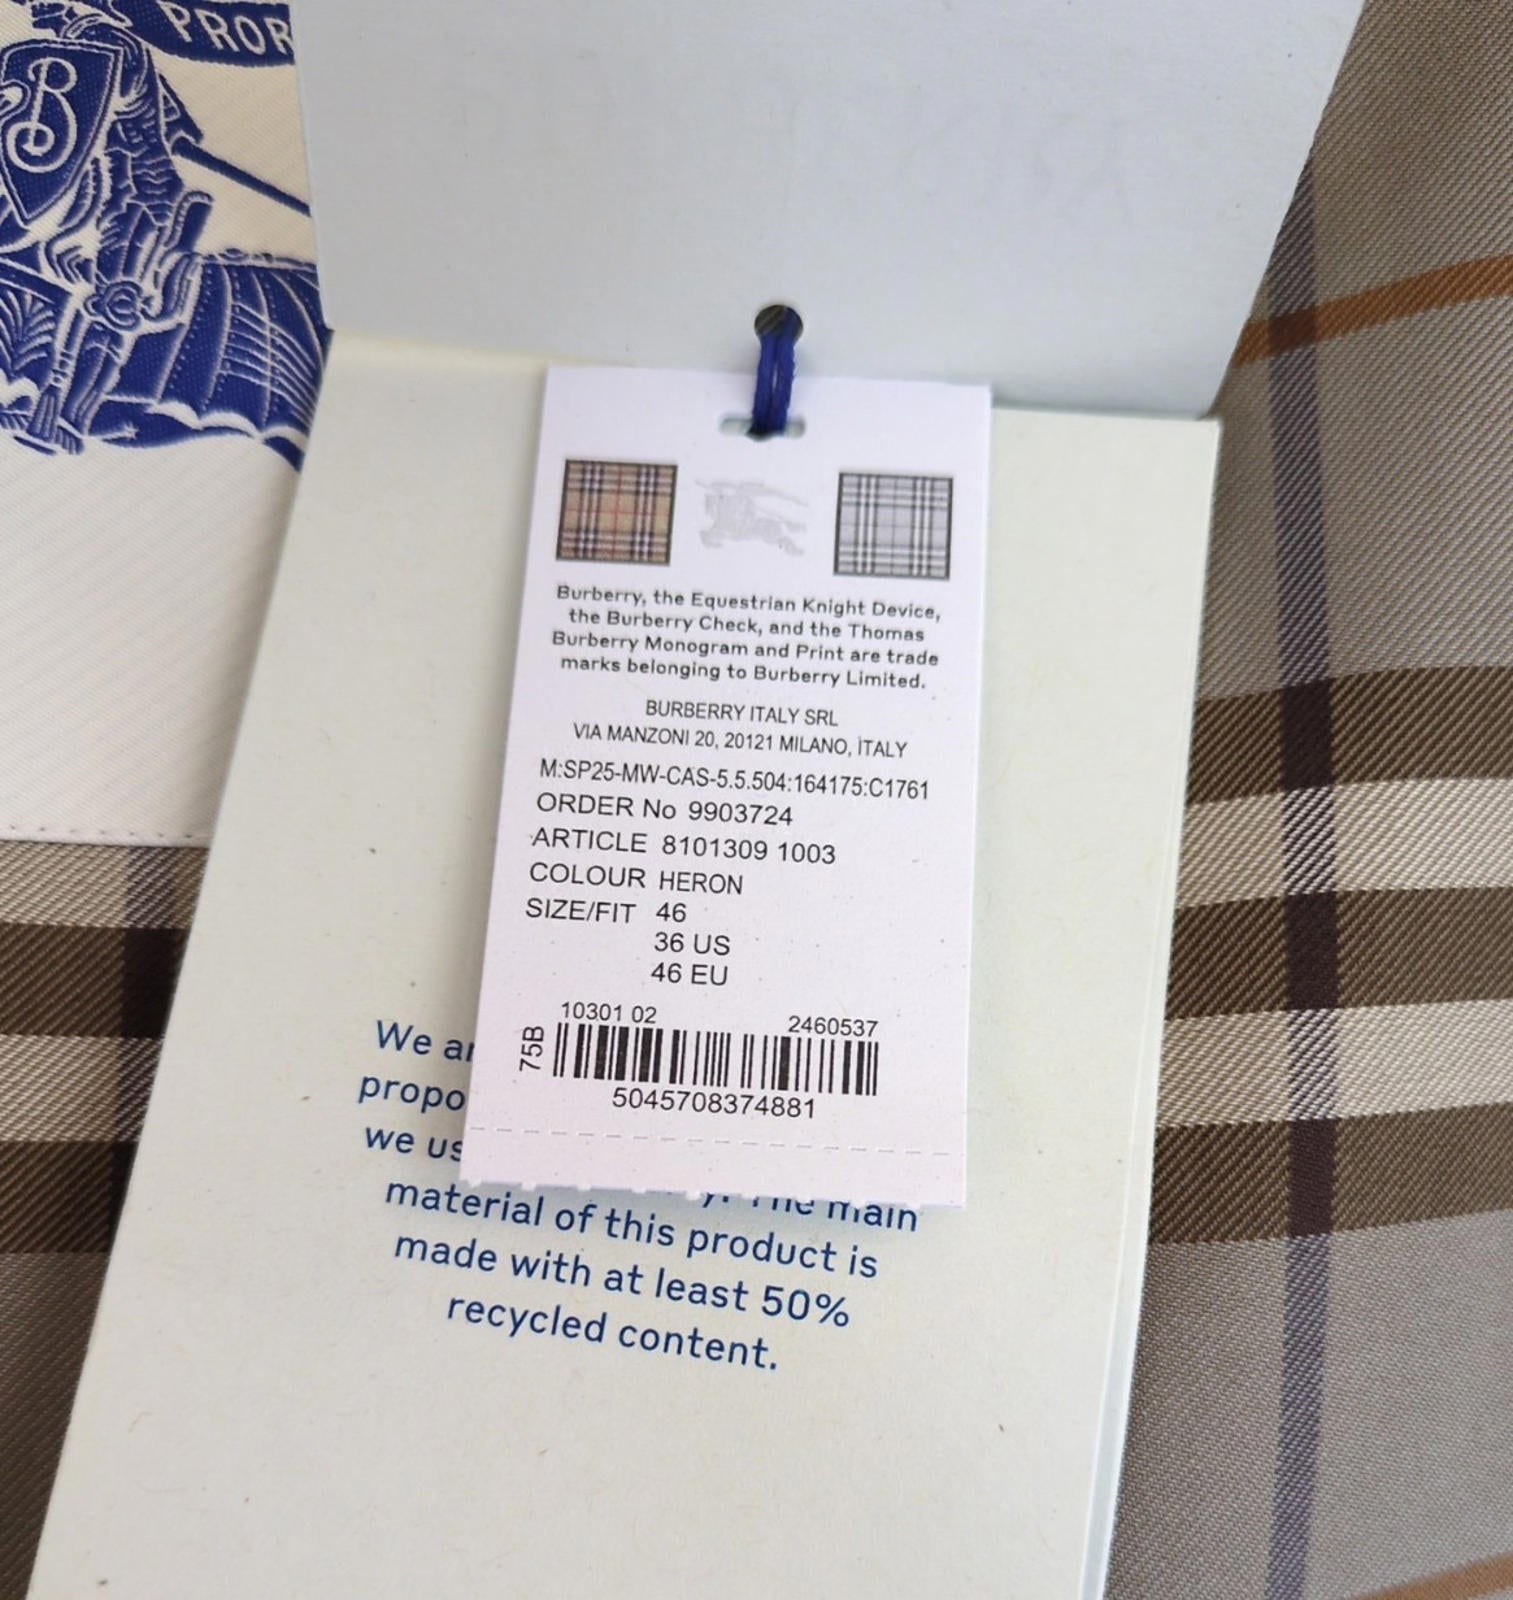 PROR
B
Burberry, the Equestrian Knight Device,
the Burberry Check, and the Thomas
Burberry Monogram and Print are trade
marks belonging to Burberry Limited.
BURBERRY ITALY SRL
VIA MANZONI 20, 20121 MILANO, ITALY
M:SP25-MW-CAS-5.5.504:164175:C1761
ORDER No 9903724
ARTICLE 8101309 1003
COLOUR HERON
SIZE/FIT 46
36 US
46 EU
10301 02 2460537
75B
5045708374881
We
propo
we us
The main
material of this product is
made with at least 50%
recycled content.